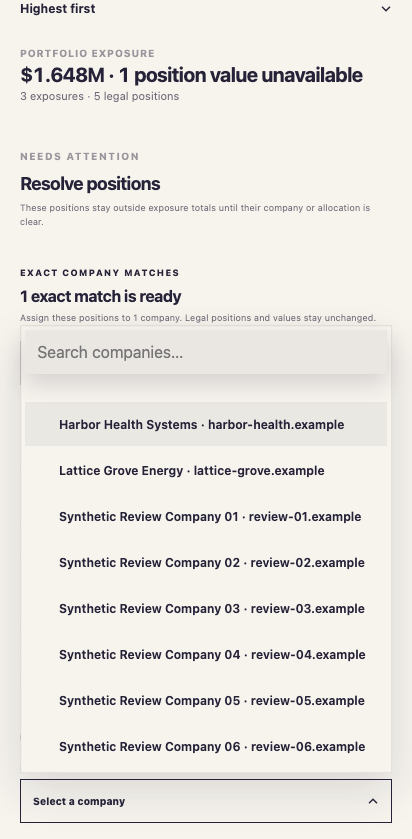 Highest first
PORTFOLIO EXPOSURE
$1.648M · 1 position value unavailable
3 exposures · 5 legal positions
NEEDS ATTENTION
Resolve positions
These positions stay outside exposure totals until their company or allocation is
clear.
EXACT COMPANY MATCHES
1 exact match is ready
Assign these positions to 1 company. Legal positions and values stay unchanged.
Search companies...
Harbor Health Systems · harbor-health.example
Lattice Grove Energy · lattice-grove.example
Synthetic Review Company 01 · review-01.example
Synthetic Review Company 02 · review-02.example
Synthetic Review Company 03 · review-03.example
Synthetic Review Company 04 · review-04.example
Synthetic Review Company 05 · review-05.example
Synthetic Review Company 06 · review-06.example
Select a company